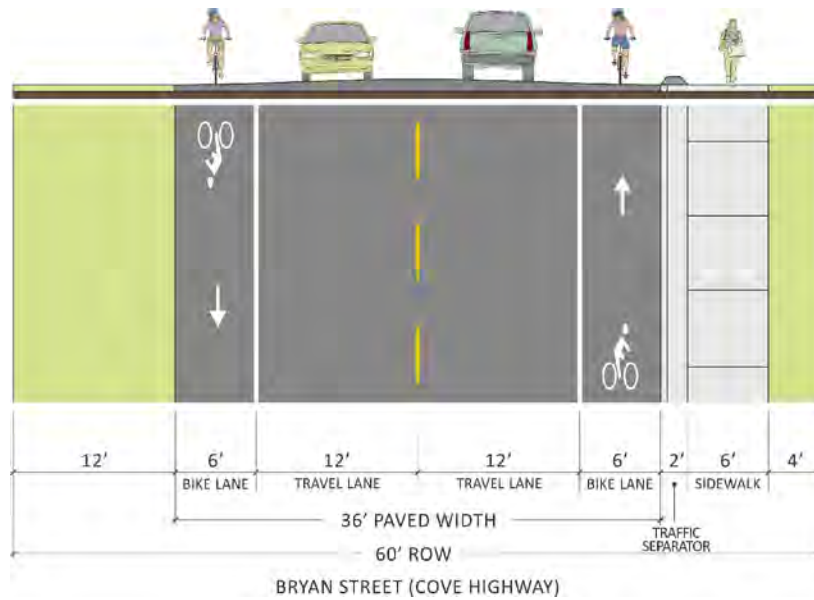 12' 6' 12' 12' 6' 2' 6' 4'
BIKE LANE TRAVEL LANE TRAVEL LANE BIKE LANE SIDEWALK
36' PAVED WIDTH
TRAFFIC
SEPARATOR
60' ROW
BRYAN STREET (COVE HIGHWAY)